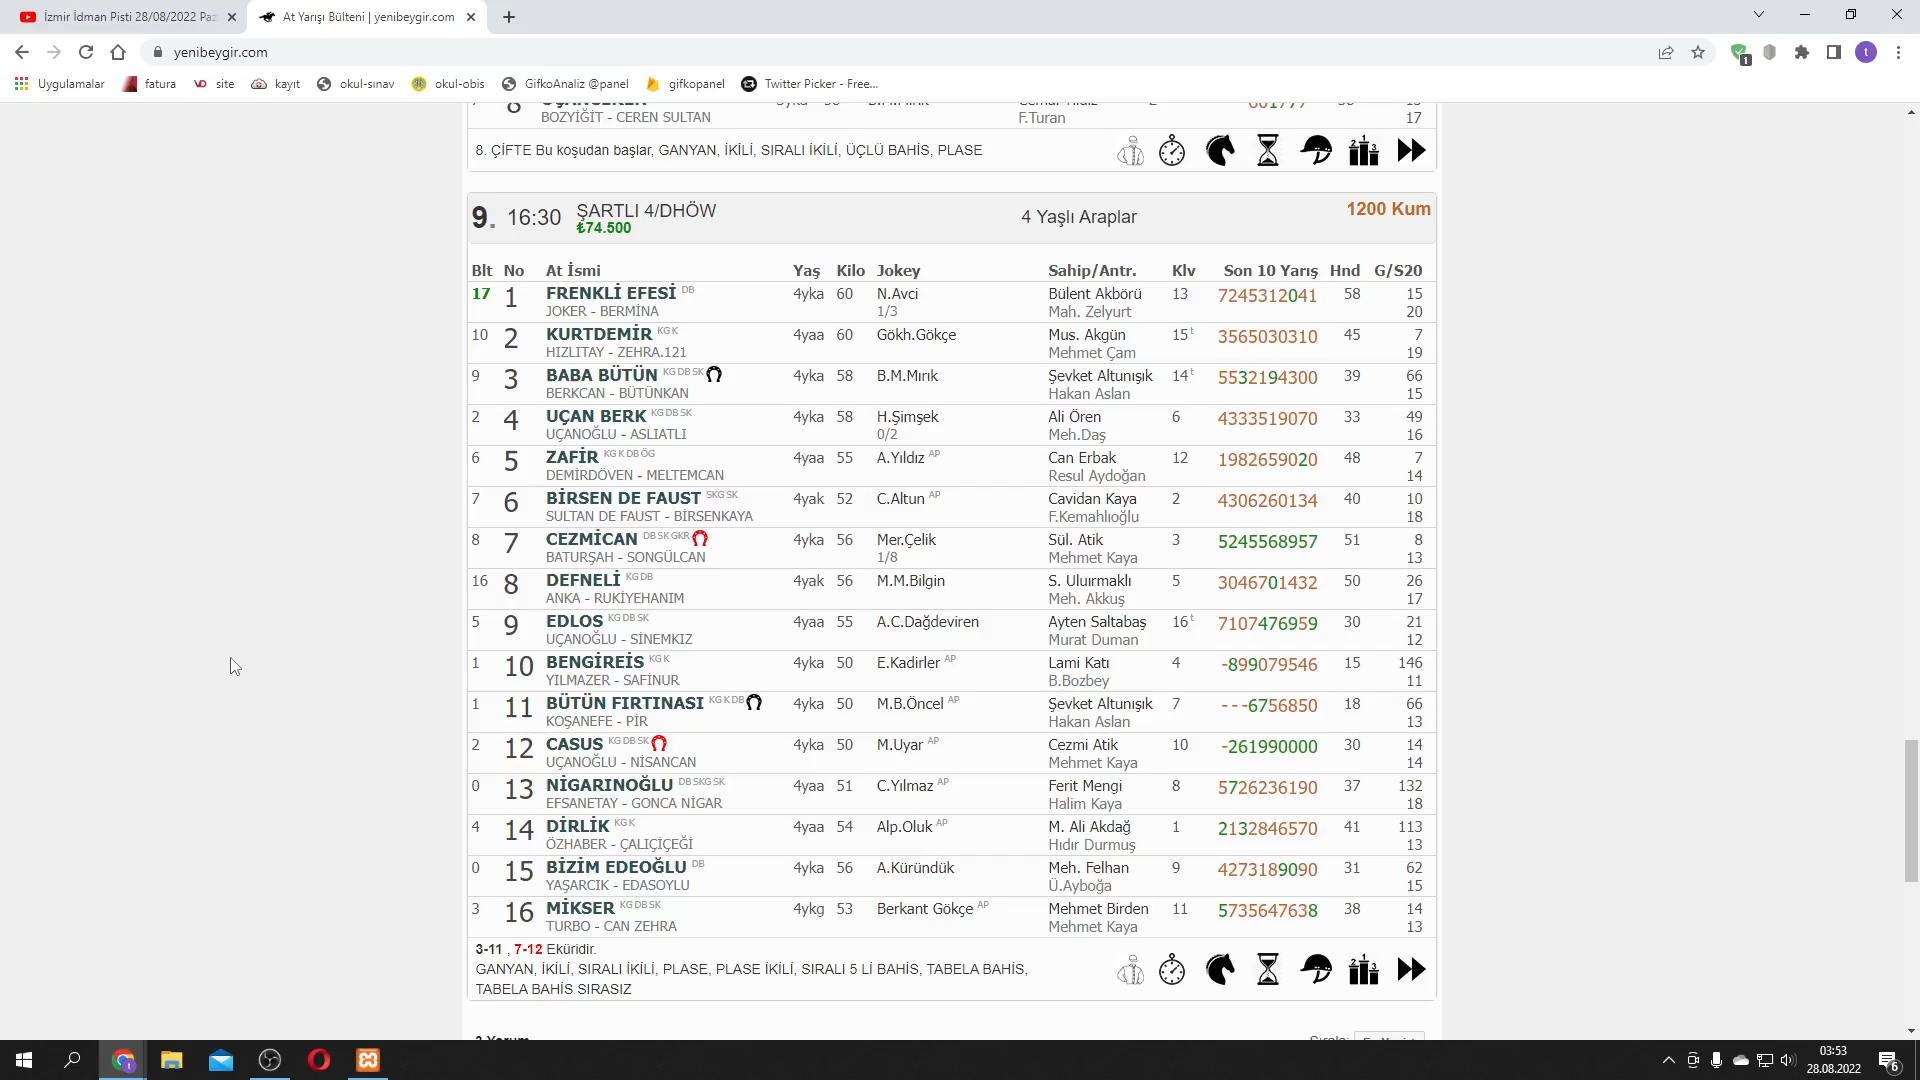 İzmir İdman Pisti 28/08/2022 Paz
At Yarışı Bülteni | yenibeygir.com
yenibeygir.com
1
t
Uygulamalar fatura site kayıt okul-sınav okul-obis GifkoAnaliz @panel gifkopanel Twitter Picker - Free...
8
BOZYİĞİT - CEREN SULTAN F.Turan 17
8. ÇİFTE Bu koşudan başlar, GANYAN, İKİLİ, SIRALI İKİLİ, ÜÇLÜ BAHİS, PLASE
9. 16:30 ŞARTLI 4/DHÖW 4 Yaşlı Araplar 1200 Kum
₺74.500
Blt No At İsmi Yaş Kilo Jokey Sahip/Antr. Klv Son 10 Yarış Hnd G/S20
17 1 FRENKLİ EFESİ DB 4yka 60 N.Avci Bülent Akbörü 13 7245312041 58 15
JOKER - BERMİNA 1/3 Mah. Zelyurt 20
10 2 KURTDEMİR KG K 4yaa 60 Gökh.Gökçe Mus. Akgün 15t 3565030310 45 7
HIZLITAY - ZEHRA.121 Mehmet Çam 19
9 3 BABA BÜTÜN KG DB SK 4yka 58 B.M.Mırık Şevket Altunışık 14t 5532194300 39 66
BERKCAN - BÜTÜNKAN Hakan Aslan 15
2 4 UÇAN BERK KG DB SK 4yka 58 H.Şimşek Ali Ören 6 4333519070 33 49
UÇANOĞLU - ASLIATLI 0/2 Meh.Daş 16
6 5 ZAFİR KG K DB ÖG 4yaa 55 A.Yıldız AP Can Erbak 12 1982659020 48 7
DEMİRDÖVEN - MELTEMCAN Resul Aydoğan 14
7 6 BİRSEN DE FAUST SKG SK 4yak 52 C.Altun AP Cavidan Kaya 2 4306260134 40 10
SULTAN DE FAUST - BİRSENKAYA F.Kemahlıoğlu 18
8 7 CEZMİCAN DB SK GKR 4yka 56 Mer.Çelik Sül. Atik 3 5245568957 51 8
BATURŞAH - SONGÜLCAN 1/8 Mehmet Kaya 13
16 8 DEFNELİ KG DB 4yak 56 M.M.Bilgin S. Uluırmaklı 5 3046701432 50 26
ANKA - RUKİYEHANIM Meh. Akkuş 17
5 9 EDLOS KG DB SK 4yaa 55 A.C.Dağdeviren Ayten Saltabaş 16t 7107476959 30 21
UÇANOĞLU - SİNEMKIZ Murat Duman 12
1 10 BENGİREİS KG K 4yka 50 E.Kadirler AP Lami Katı 4 -899079546 15 146
YILMAZER - SAFİNUR B.Bozbey 11
1 11 BÜTÜN FIRTINASI KG K DB 4yka 50 M.B.Öncel AP Şevket Altunışık 7 ---6756850 18 66
KOŞANEFE - PİR Hakan Aslan 13
2 12 CASUS KG DB SK 4yka 50 M.Uyar AP Cezmi Atik 10 -261990000 30 14
UÇANOĞLU - NİSANCAN Mehmet Kaya 14
0 13 NİGARINOĞLU DB SKG SK 4yaa 51 C.Yılmaz AP Ferit Mengi 8 5726236190 37 132
EFSANETAY - GONCA NİGAR Halim Kaya 18
4 14 DİRLİK KG K 4yaa 54 Alp.Oluk AP M. Ali Akdağ 1 2132846570 41 113
ÖZHABER - ÇALIÇİÇEĞİ Hıdır Durmuş 13
0 15 BİZİM EDEOĞLU DB 4yka 56 A.Küründük Meh. Felhan 9 4273189090 31 62
YAŞARCIK - EDASOYLU Ü.Ayboğa 15
3 16 MİKSER KG DB SK 4ykg 53 Berkant Gökçe AP Mehmet Birden 11 5735647638 38 14
TURBO - CAN ZEHRA Mehmet Kaya 13
3-11 , 7-12 Eküridir.
GANYAN, İKİLİ, SIRALI İKİLİ, PLASE, PLASE İKİLİ, SIRALI 5 Lİ BAHİS, TABELA BAHİS,
TABELA BAHİS SIRASIZ
03:53
28.08.2022
6